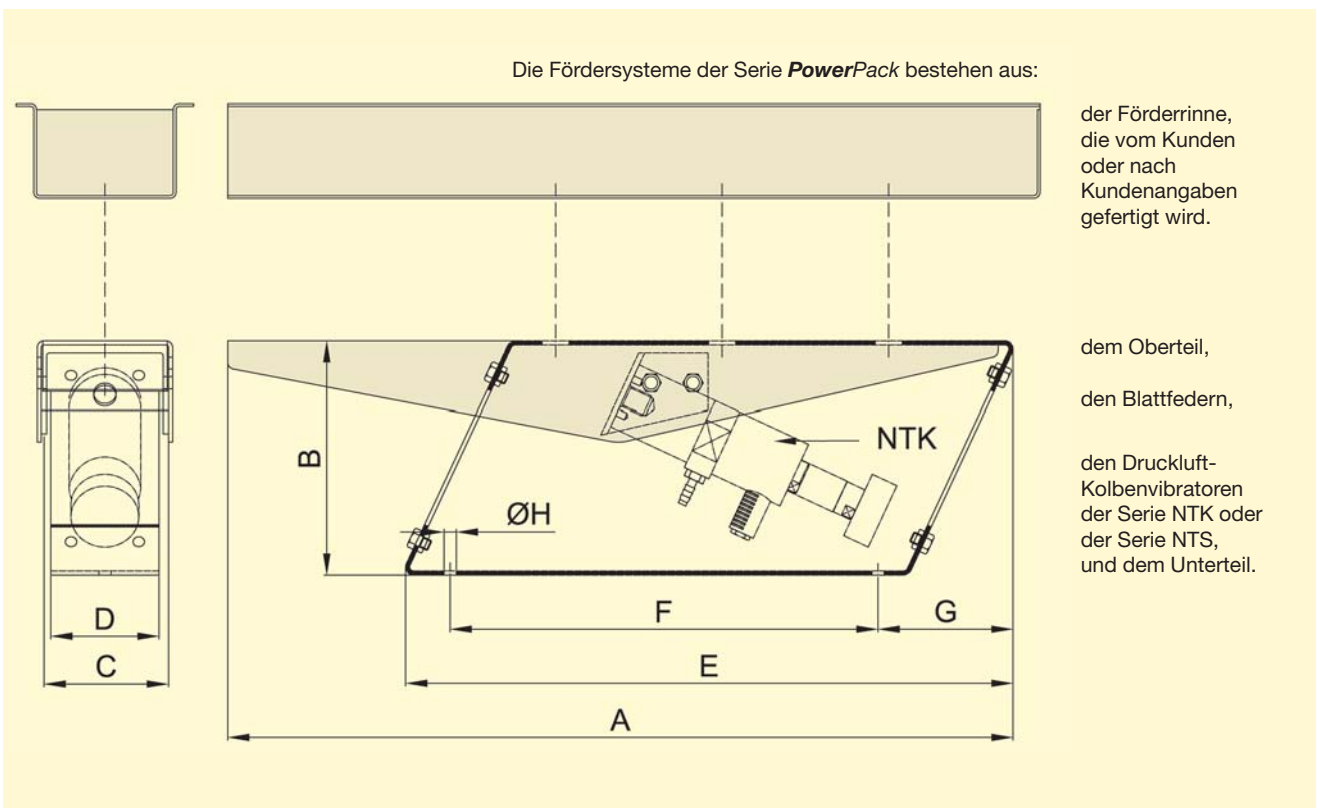 Die Fördersysteme der Serie PowerPack bestehen aus:
der Förderrinne,
die vom Kunden
oder nach
Kundenangaben
gefertigt wird.
dem Oberteil,
den Blattfedern,
den Druckluft-
Kolbenvibratoren
der Serie NTK oder
der Serie NTS,
und dem Unterteil.
NTK
B
ØH
D
F
G
C
E
A